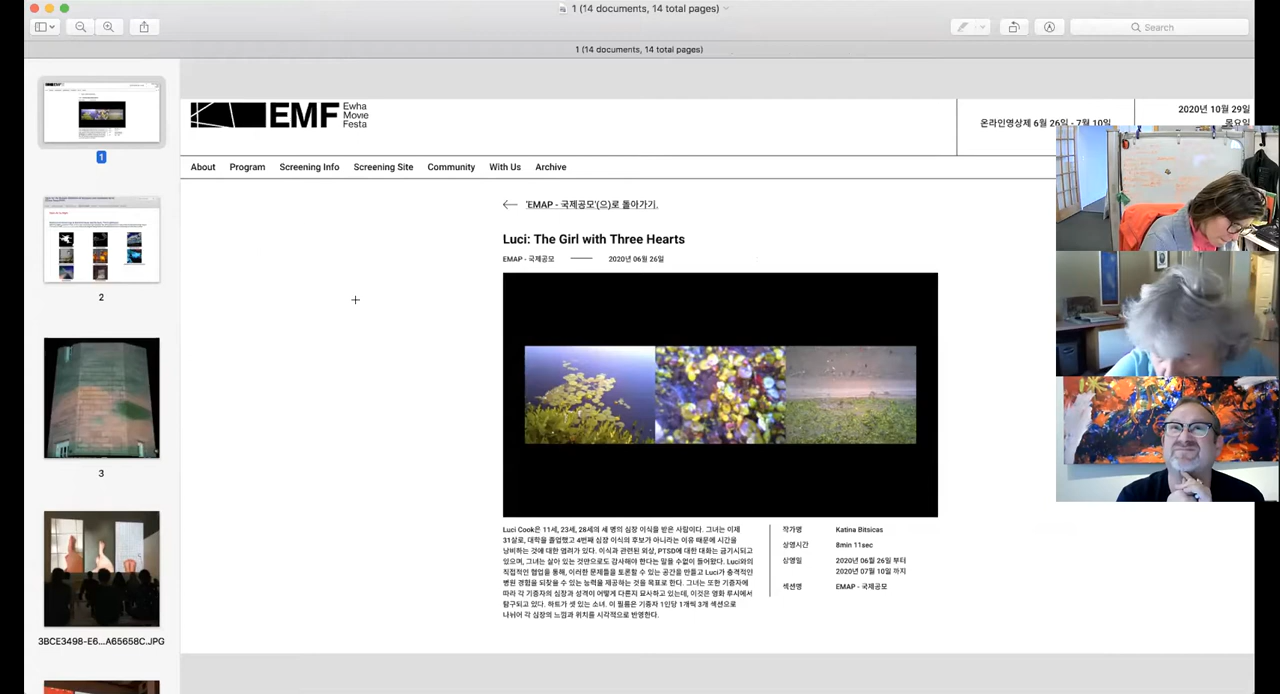 1 (14 documents, 14 total pages)
Search
1 (14 documents, 14 total pages)
EMF Ewha
Movie
Festa
2020년 10월 29일
목요일
온라인영상제 6월 26일 - 7월 10일
About Program Screening Info Screening Site Community With Us Archive
'EMAP - 국제공모'(으)로 돌아가기.
Luci: The Girl with Three Hearts
EMAP - 국제공모 2020년 06월 26일
Luci Cook은 11세, 23세, 28세의 세 명의 심장 이식을 받은 사람이다. 그녀는 이제
31살로, 대학을 졸업했고 4번째 심장 이식의 후보가 아니라는 이유 때문에 시간을
낭비하는 것에 대한 염려가 있다. 이식과 관련된 외상, PTSD에 대한 대화는 금기시되고
있으며, 그녀는 살아 있는 것만으로도 감사해야 한다는 말을 수없이 들어왔다. Luci와의
직접적인 협업을 통해, 이러한 문제들을 토론할 수 있는 공간을 만들고 Luci가 충격적인
병원 경험을 되찾을 수 있는 능력을 제공하는 것을 목표로 한다. 그녀는 또한 기증자에
따라 각 기증자의 심장과 성격이 어떻게 다른지 묘사하고 있는데, 이것은 영화 루시에서
탐구되고 있다. 하트가 셋 있는 소녀. 이 필름은 기증자 1인당 1개씩 3개 섹션으로
나뉘어 각 심장의 느낌과 위치를 시각적으로 반영한다.
작가명 Katina Bitsicas
상영시간 8min 11sec
상영일 2020년 06월 26일 부터
2020년 07월 10일 까지
섹션명 EMAP - 국제공모
1
2
3
3BCE3498-E6...A65658C.JPG